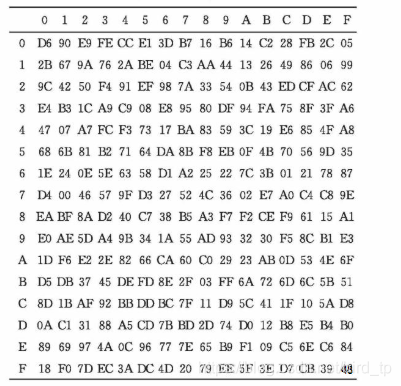 0 1 2 3 4 5 6 7 8 9 A B C D E F
0 D6 90 E9 FE CC E1 3D B7 16 B6 14 C2 28 FB 2C 05
1 2B 67 9A 76 2A BE 04 C3 AA 44 13 26 49 86 06 99
2 9C 42 50 F4 91 EF 98 7A 33 54 0B 43 ED CF AC 62
3 E4 B3 1C A9 C9 08 E8 95 80 DF 94 FA 75 8F 3F A6
4 47 07 A7 FC F3 73 17 BA 83 59 3C 19 E6 85 4F A8
5 68 6B 81 B2 71 64 DA 8B F8 EB 0F 4B 70 56 9D 35
6 1E 24 0E 5E 63 58 D1 A2 25 22 7C 3B 01 21 78 87
7 D4 00 46 57 9F D3 27 52 4C 36 02 E7 A0 C4 C8 9E
8 EA BF 8A D2 40 C7 38 B5 A3 F7 F2 CE F9 61 15 A1
9 E0 AE 5D A4 9B 34 1A 55 AD 93 32 30 F5 8C B1 E3
A 1D F6 E2 2E 82 66 CA 60 C0 29 23 AB 0D 53 4E 6F
B D5 DB 37 45 DE FD 8E 2F 03 FF 6A 72 6D 6C 5B 51
C 8D 1B AF 92 BB DD BC 7F 11 D9 5C 41 1F 10 5A D8
D 0A C1 31 88 A5 CD 7B BD 2D 74 D0 12 B8 E5 B4 B0
E 89 69 97 4A 0C 96 77 7E 65 B9 F1 09 C5 6E C6 84
F 18 F0 7D EC 3A DC 4D 20 79 EE 5F 3E D7 CB 39 48